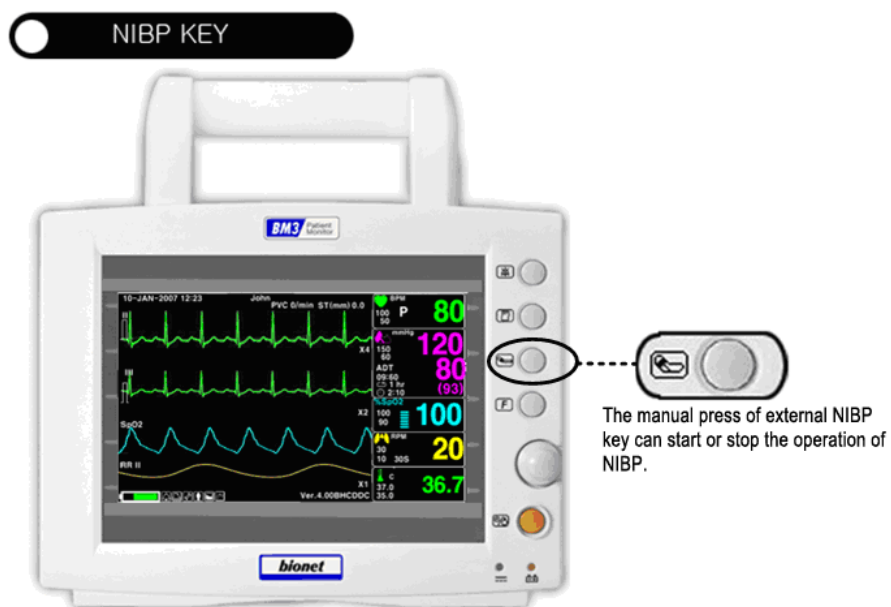 NIBP KEY
BM3 Patient Monitor
10-JAN-2007 12:23 John
PVC 0/min ST(mm) 0.0
II
X4
III
X2
SpO2
RR II
X1
Ver.4.00BHCDDC
BPM
100
50
P
80
mmHg
150
60
120
80
(93)
ADT
09:50
1 hr
2:10
%SpO2
100
90
100
RPM
30
10 30S
20
C
37.0
35.0
36.7
F
bionet
The manual press of external NIBP
key can start or stop the operation of
NIBP.